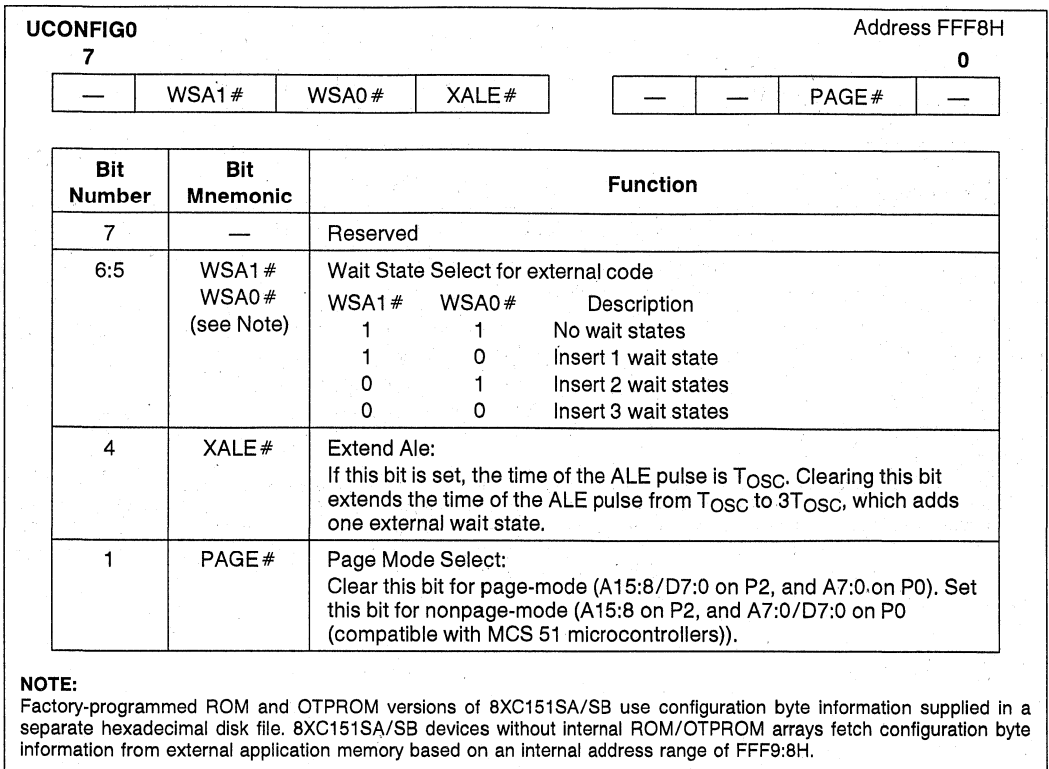 UCONFIG0 Address FFF8H
7 0
— WSA1# WSA0# XALE# — — PAGE# —
Bit Number Bit Mnemonic Function
7 — Reserved
6:5 WSA1# WSA0# (see Note) Wait State Select for external code
WSA1# WSA0# Description
1 1 No wait states
1 0 Insert 1 wait state
0 1 Insert 2 wait states
0 0 Insert 3 wait states
4 XALE# Extend Ale:
If this bit is set, the time of the ALE pulse is TOSC. Clearing this bit
extends the time of the ALE pulse from TOSC to 3TOSC, which adds
one external wait state.
1 PAGE# Page Mode Select:
Clear this bit for page-mode (A15:8/D7:0 on P2, and A7:0 on P0). Set
this bit for nonpage-mode (A15:8 on P2, and A7:0/D7:0 on P0
(compatible with MCS 51 microcontrollers)).
NOTE:
Factory-programmed ROM and OTPROM versions of 8XC151SA/SB use configuration byte information supplied in a
separate hexadecimal disk file. 8XC151SA/SB devices without internal ROM/OTPROM arrays fetch configuration byte
information from external application memory based on an internal address range of FFF9:8H.